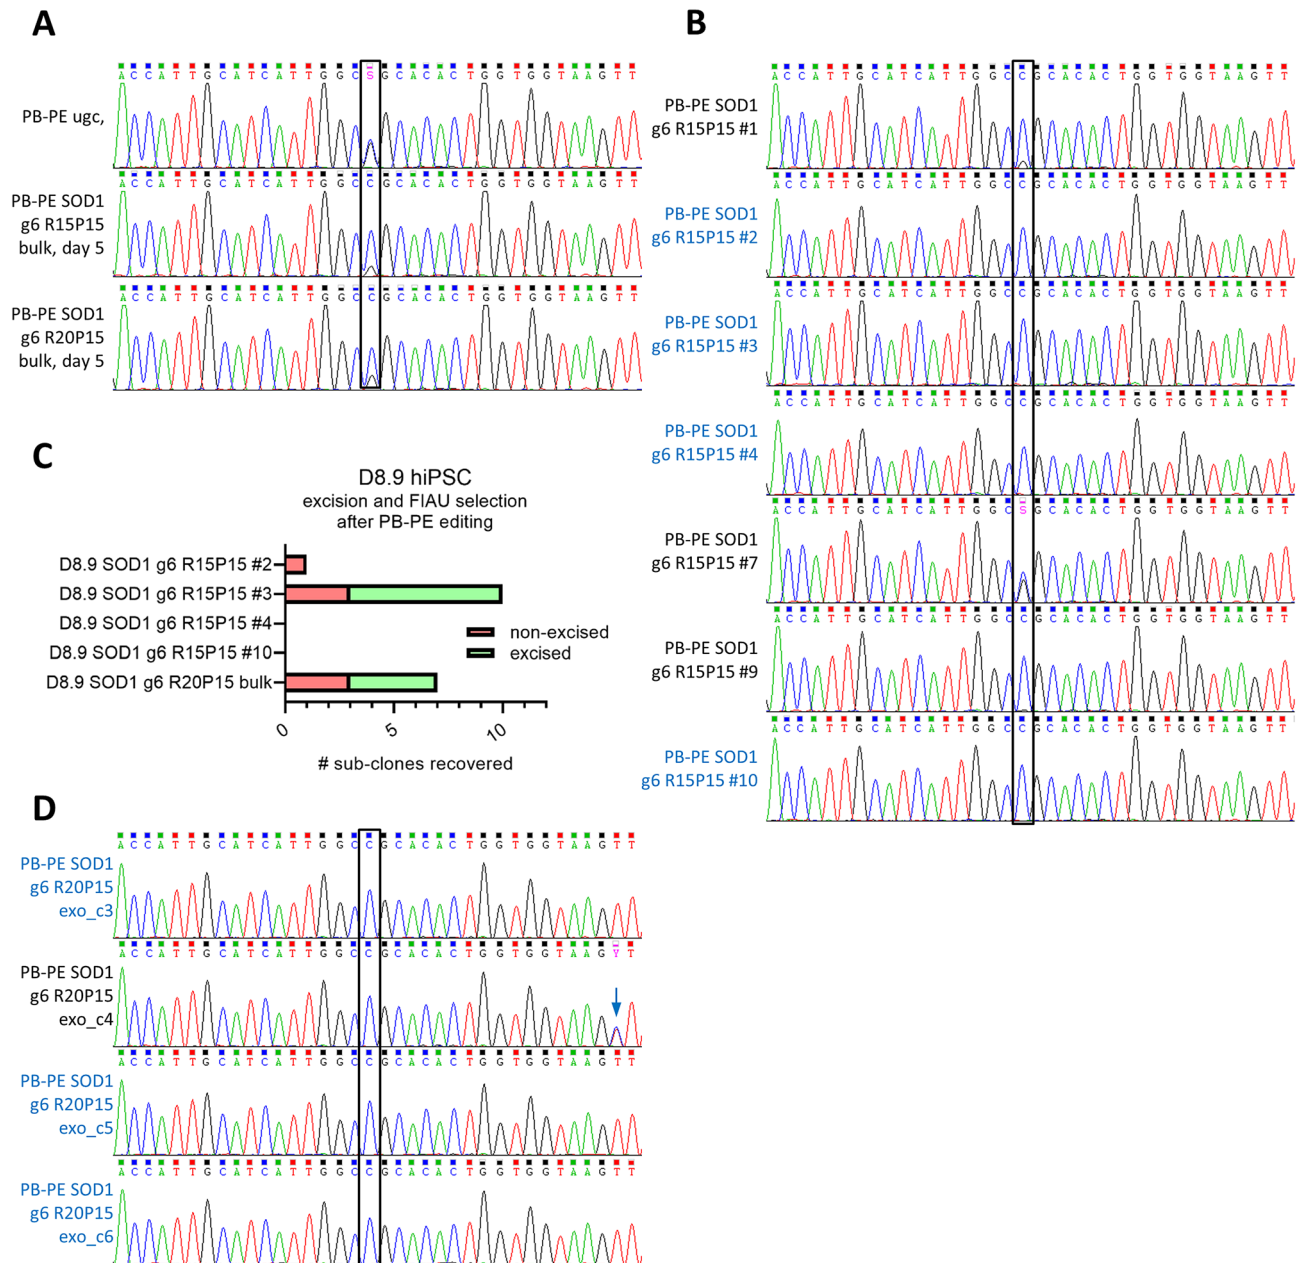 A
ACCATTGCATCATTGGCSGCACACTGGTGGTAAGTT
PB-PE ugc,
ACCATTGCATCATTGGCCGCACACTGGTGGTAAGTT
PB-PE SOD1
g6 R15P15
bulk, day 5
ACCATTGCATCATTGGCCGCACACTGGTGGTAAGTT
PB-PE SOD1
g6 R20P15
bulk, day 5
B
ACCATTGCATCATTGGCCGCACACTGGTGGTAAGTT
PB-PE SOD1
g6 R15P15 #1
ACCATTGCATCATTGGCCGCACACTGGTGGTAAGTT
PB-PE SOD1
g6 R15P15 #2
ACCATTGCATCATTGGCCGCACACTGGTGGTAAGTT
PB-PE SOD1
g6 R15P15 #3
ACCATTGCATCATTGGCCGCACACTGGTGGTAAGTT
PB-PE SOD1
g6 R15P15 #4
ACCATTGCATCATTGGCSGCACACTGGTGGTAAGTT
PB-PE SOD1
g6 R15P15 #7
ACCATTGCATCATTGGCCGCACACTGGTGGTAAGTT
PB-PE SOD1
g6 R15P15 #9
ACCATTGCATCATTGGCCGCACACTGGTGGTAAGTT
PB-PE SOD1
g6 R15P15 #10
C
D8.9 hiPSC
excision and FIAU selection
after PB-PE editing
D8.9 SOD1 g6 R15P15 #2
D8.9 SOD1 g6 R15P15 #3
D8.9 SOD1 g6 R15P15 #4
D8.9 SOD1 g6 R15P15 #10
D8.9 SOD1 g6 R20P15 bulk
non-excised
excised
0 5 10
# sub-clones recovered
D
ACCATTGCATCATTGGCCGCACACTGGTGGTAAGTT
PB-PE SOD1
g6 R20P15
exo_c3
ACCATTGCATCATTGGCCGCACACTGGTGGTAAGYT
PB-PE SOD1
g6 R20P15
exo_c4
ACCATTGCATCATTGGCCGCACACTGGTGGTAAGTT
PB-PE SOD1
g6 R20P15
exo_c5
ACCATTGCATCATTGGCCGCACACTGGTGGTAAGTT
PB-PE SOD1
g6 R20P15
exo_c6